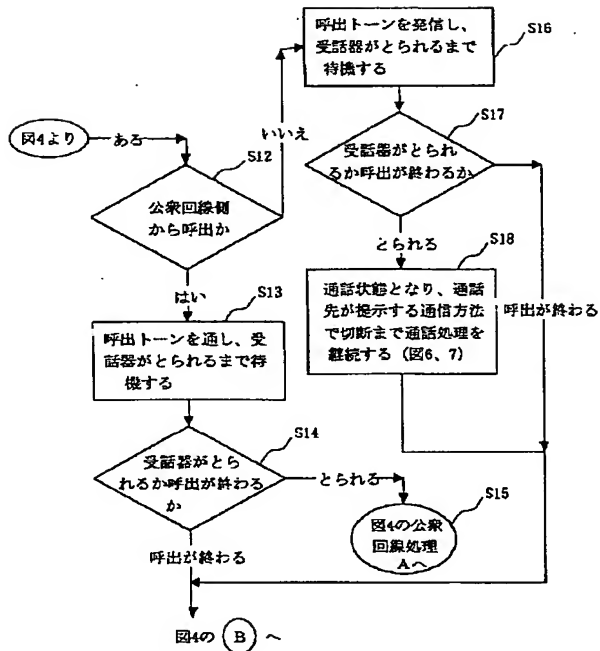 呼出トーンを発信し、
受話器がとられるまで
待機する
S16
図4より
ある
いいえ
S12
公衆回線側
から呼出か
S17
受話器がとられ
るか呼出が終わるか
はい
S13
呼出トーンを通し、受
話器がとられるまで待
機する
とられる
S18
通話状態となり、通話
先が提示する通信方法
で切断まで通話処理を
継続する（図6、7）
呼出が終わる
S14
受話器がとら
れるか呼出が終わる
か
とられる
S15
図4の公衆
回線処理
Aへ
呼出が終わる
図4の B へ